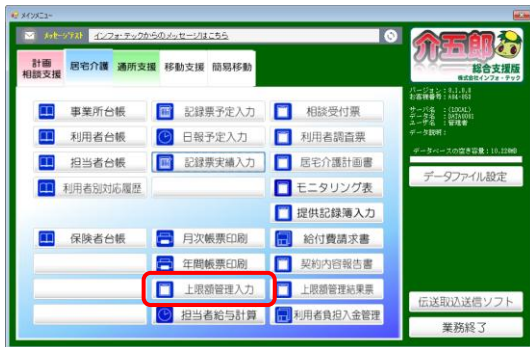 メインメニュー
メッセージテスト インフォ・テックからのメッセージはこちら
計画
相談支援
居宅介護 通所支援 移動支援 簡易移動
介五郎
総合支援版
株式会社インフォ・テック
バージョン:8.1.0.0
サーバ名 :(LOCAL)
データ名 :DATA0001
ユーザ名 :管理者
データ説明:
データベースの空き容量:10.220MB
事業所台帳 記録票予定入力 相談受付票
利用者台帳 日報予定入力 利用者調査票
担当者台帳 記録票実績入力 居宅介護計画書
利用者別対応履歴 モニタリング表
提供記録簿入力
保険者台帳 月次帳票印刷 給付費請求書
年間帳票印刷 契約内容報告書
上限額管理入力 上限額管理結果票
担当者給与計算 利用者負担入金管理
データファイル設定
伝送取込送信ソフト
業務終了